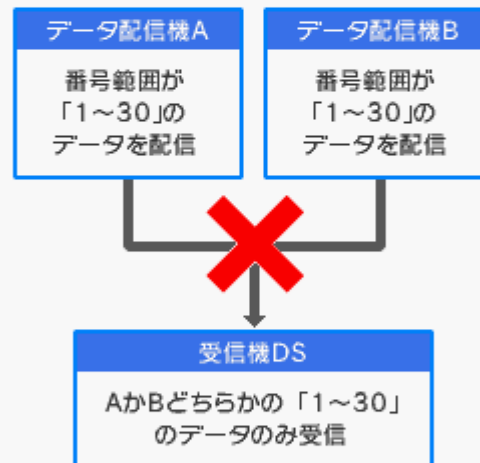 データ配信機A
番号範囲が
「1～30」の
データを配信
データ配信機B
番号範囲が
「1～30」の
データを配信
受信機DS
AかBどちらかの「1～30」
のデータのみ受信